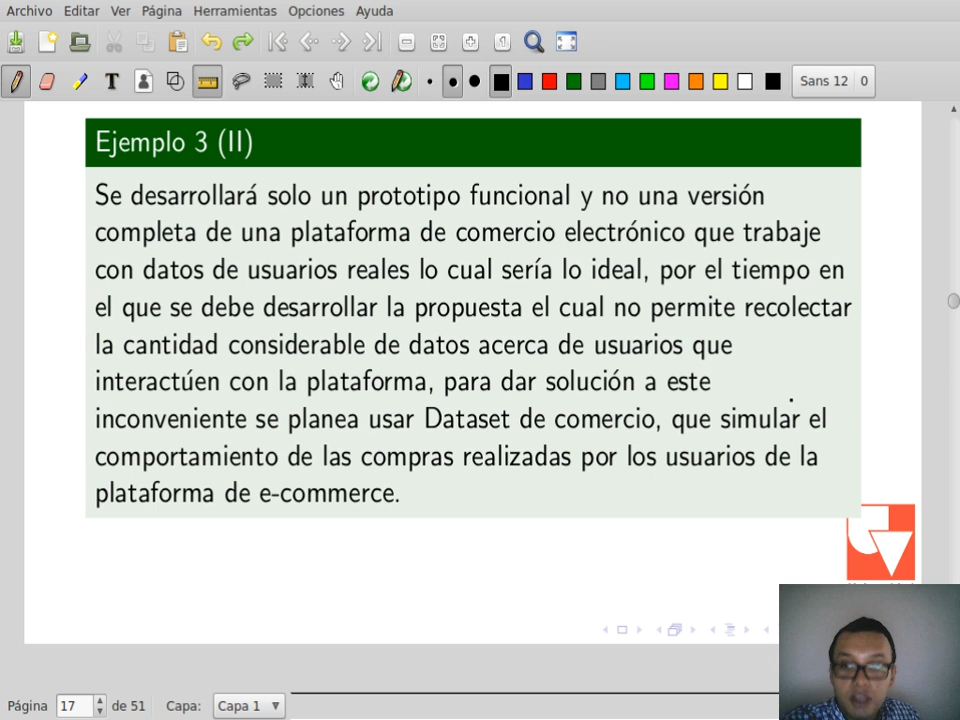 Archivo Editar Ver Página Herramientas Opciones Ayuda
T Sans 12 0
Ejemplo 3 (II)
Se desarrollará solo un prototipo funcional y no una versión
completa de una plataforma de comercio electrónico que trabaje
con datos de usuarios reales lo cual sería lo ideal, por el tiempo en
el que se debe desarrollar la propuesta el cual no permite recolectar
la cantidad considerable de datos acerca de usuarios que
interactúen con la plataforma, para dar solución a este
inconveniente se planea usar Dataset de comercio, que simular el
comportamiento de las compras realizadas por los usuarios de la
plataforma de e-commerce.
Página 17 de 51 Capa: Capa 1